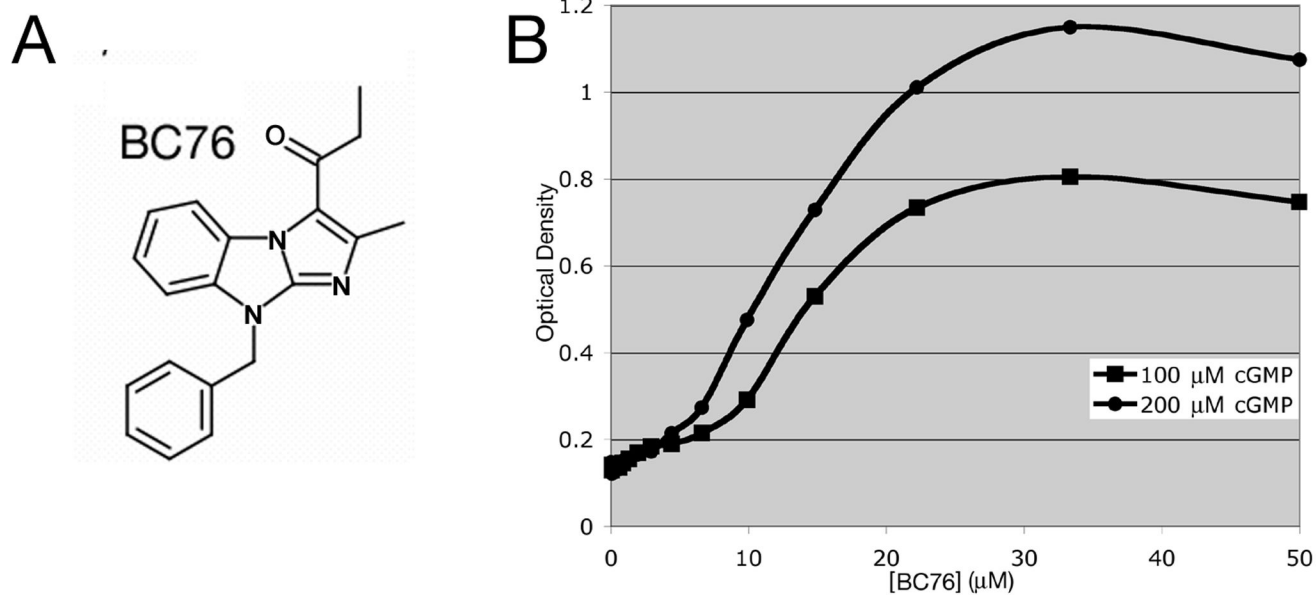 A
BC76
O
N
N
N
B
Optical Density
1.2
1
0.8
0.6
0.4
0.2
0
0 10 20 30 40 50
[BC76] (μM)
100 μM cGMP
200 μM cGMP